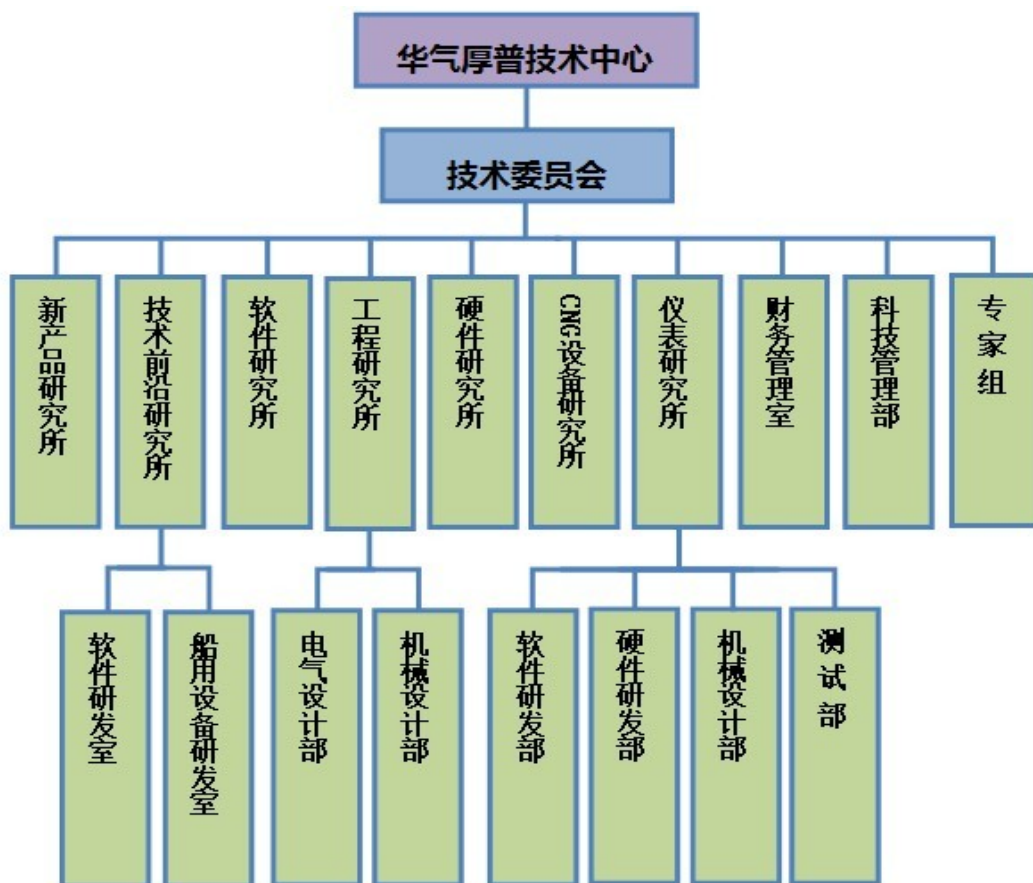 华气厚普技术中心
技术委员会
新产品研究所
技术前沿研究所
软件研究所
工程研究所
硬件研究所
CNG设备研究所
仪表研究所
财务管理室
科技管理部
专家组
软件研发室
船用设备研发室
电气设计部
机械设计部
软件研发部
硬件研发部
机械设计部
测试部